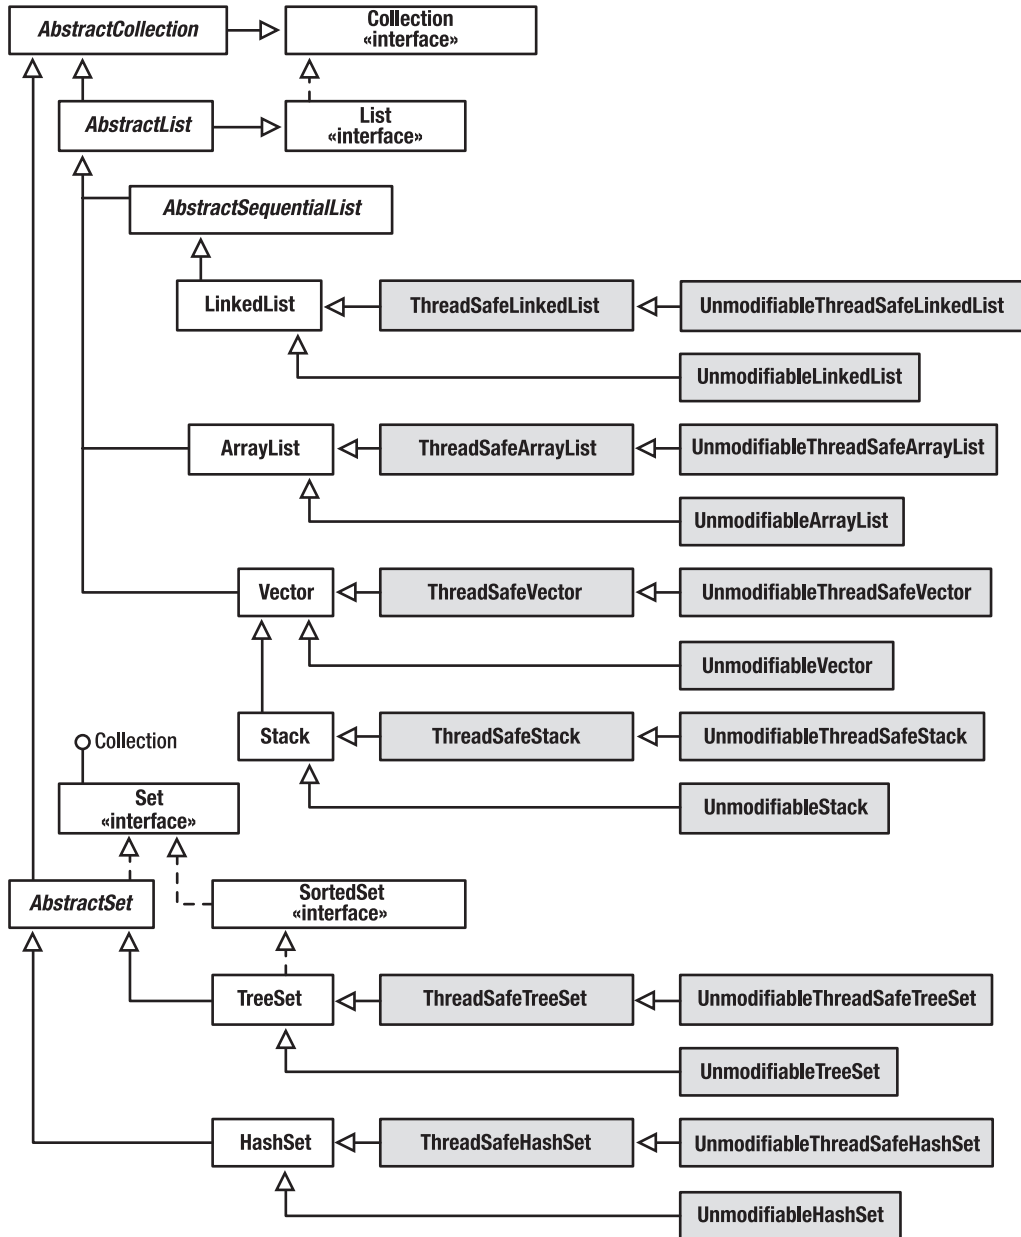 AbstractCollection
Collection
«interface»
AbstractList
List
«interface»
AbstractSequentialList
LinkedList
ThreadSafeLinkedList
UnmodifiableThreadSafeLinkedList
UnmodifiableLinkedList
ArrayList
ThreadSafeArrayList
UnmodifiableThreadSafeArrayList
UnmodifiableArrayList
Vector
ThreadSafeVector
UnmodifiableThreadSafeVector
UnmodifiableVector
Stack
ThreadSafeStack
UnmodifiableThreadSafeStack
Collection
Set
«interface»
UnmodifiableStack
AbstractSet
SortedSet
«interface»
TreeSet
ThreadSafeTreeSet
UnmodifiableThreadSafeTreeSet
UnmodifiableTreeSet
HashSet
ThreadSafeHashSet
UnmodifiableThreadSafeHashSet
UnmodifiableHashSet